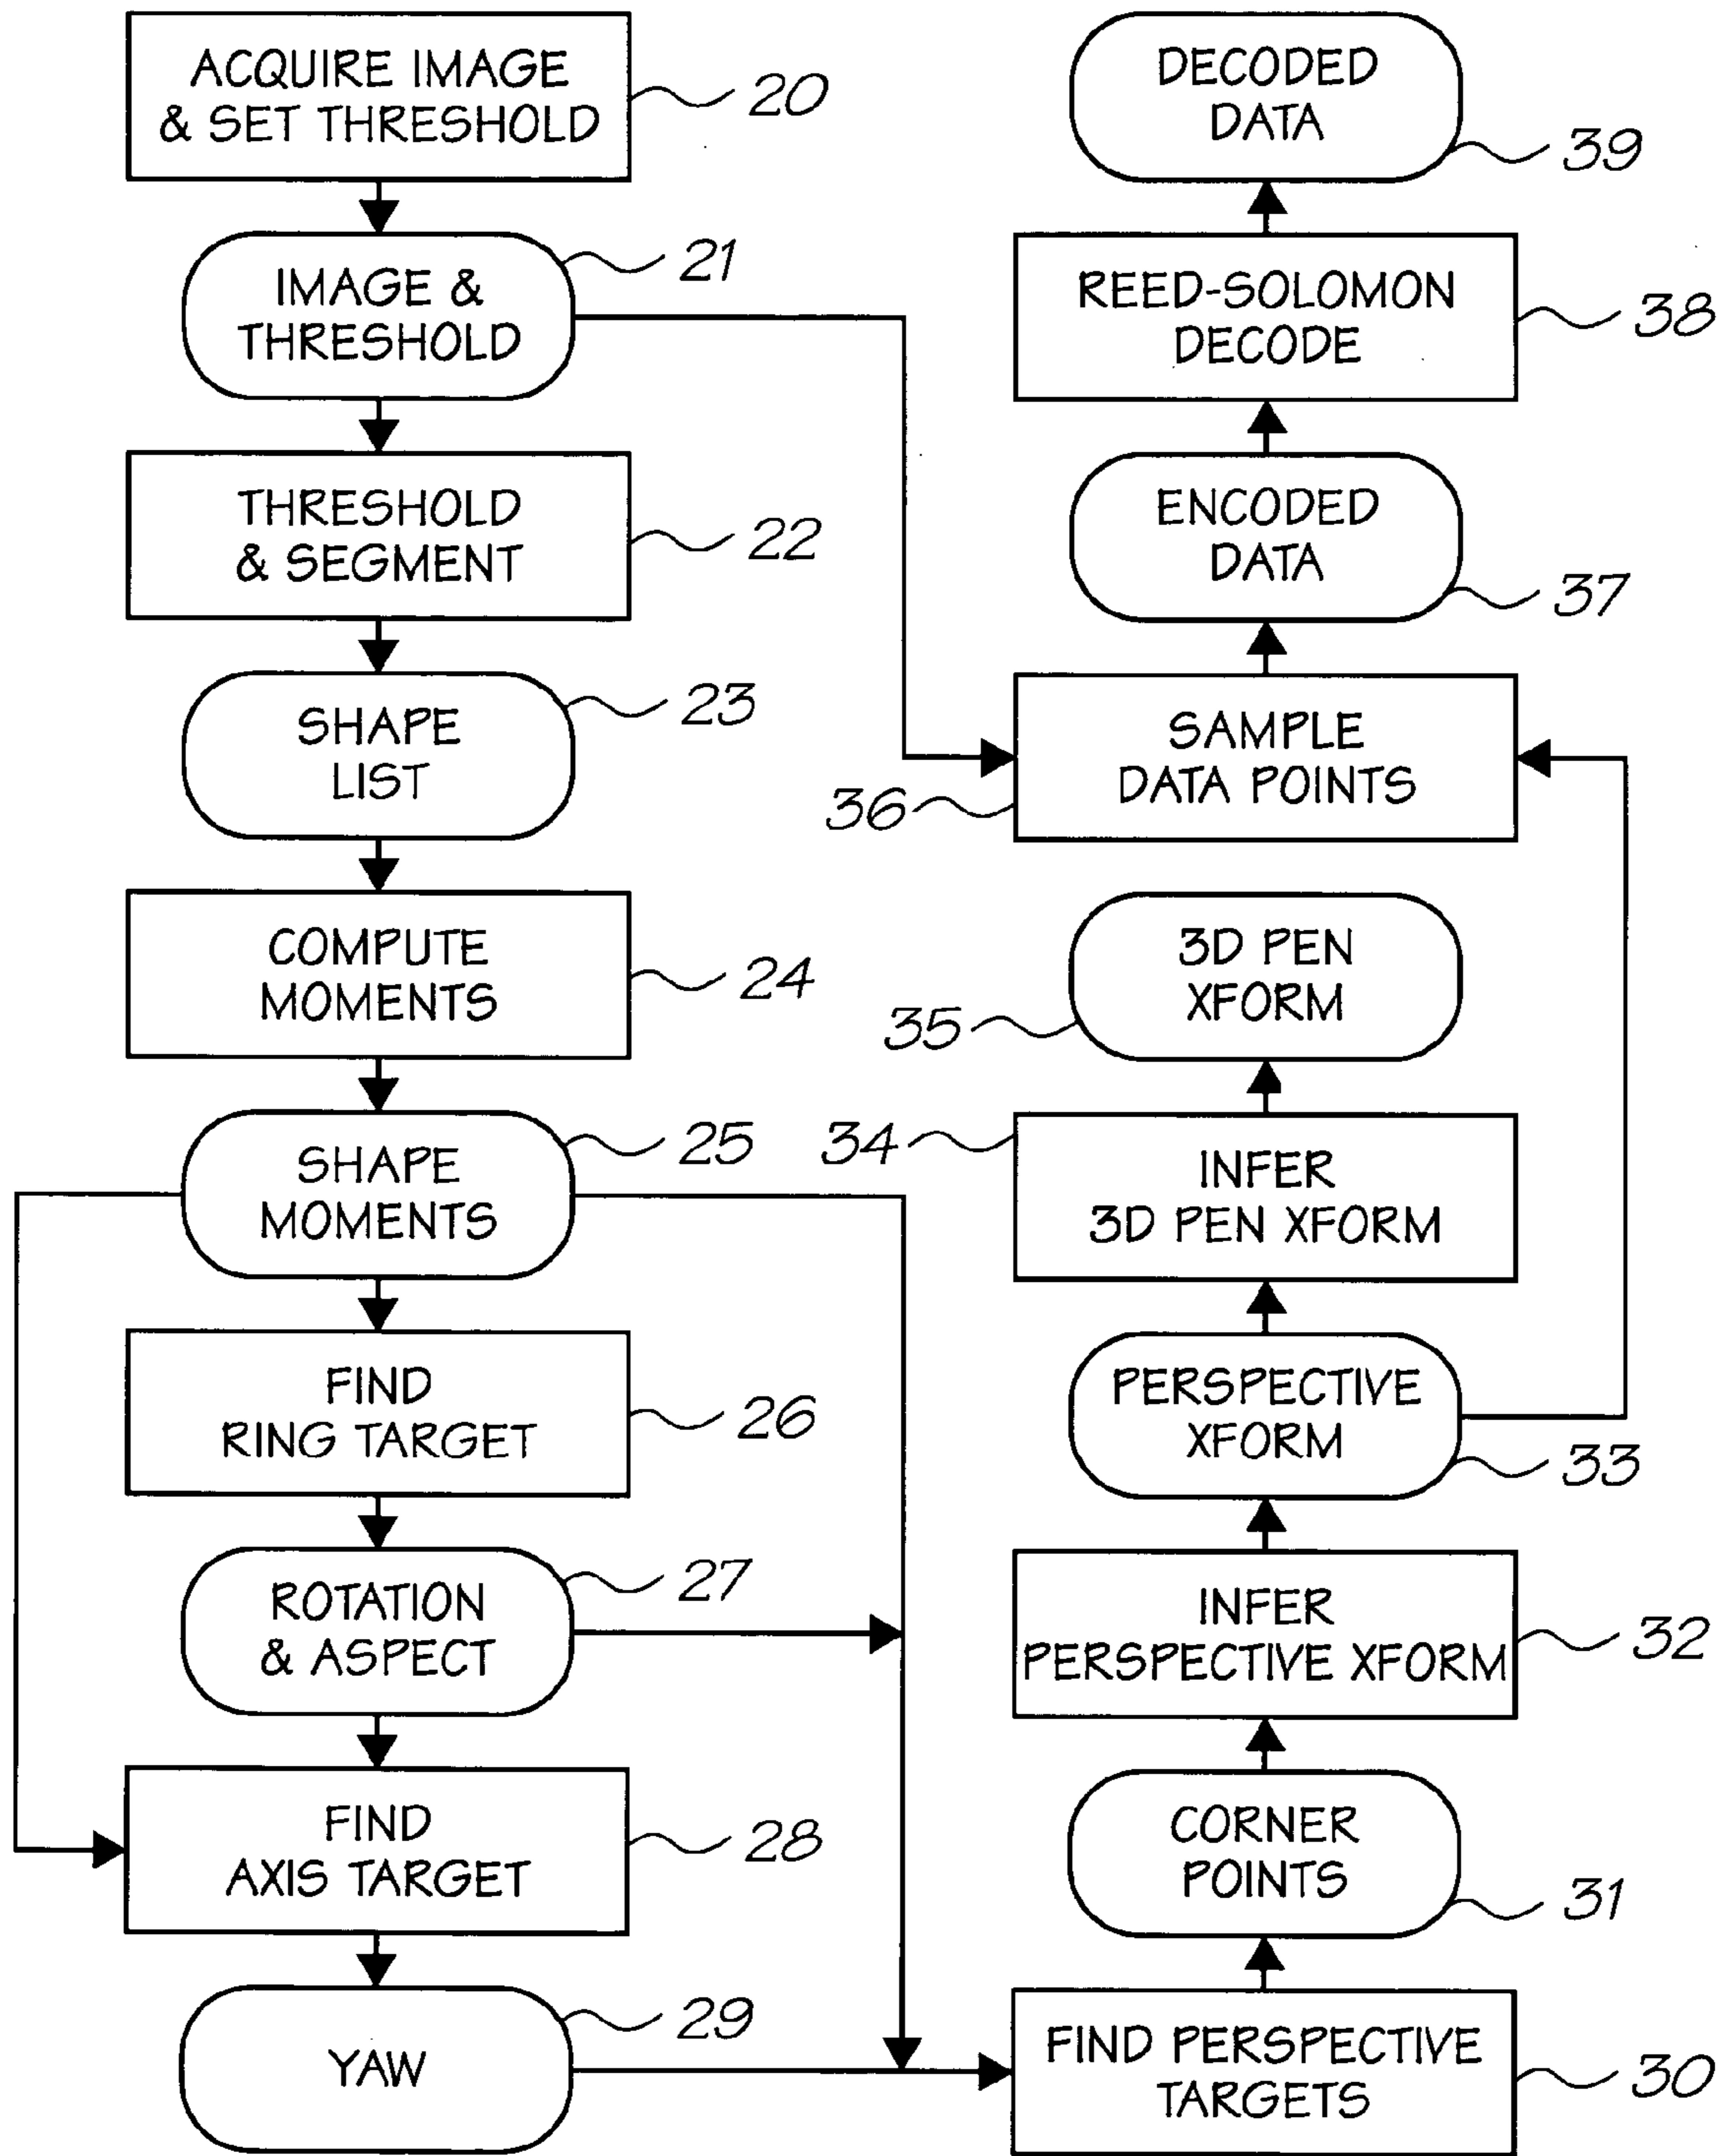 ACQUIRE IMAGE
& SET THRESHOLD
20
IMAGE &
THRESHOLD
21
THRESHOLD
& SEGMENT
22
SHAPE
LIST
23
COMPUTE
MOMENTS
24
SHAPE
MOMENTS
25
FIND
RING TARGET
26
ROTATION
& ASPECT
27
FIND
AXIS TARGET
28
YAW
29
DECODED
DATA
39
REED-SOLOMON
DECODE
38
ENCODED
DATA
37
SAMPLE
DATA POINTS
36
3D PEN
XFORM
35
INFER
3D PEN XFORM
34
PERSPECTIVE
XFORM
33
INFER
PERSPECTIVE XFORM
32
CORNER
POINTS
31
FIND PERSPECTIVE
TARGETS
30